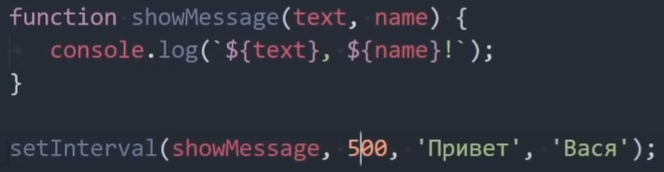 function showMessage(text, name) {
console.log(`${text}, ${name}!`);
}
setInterval(showMessage, 500, 'Привет', 'Вася');